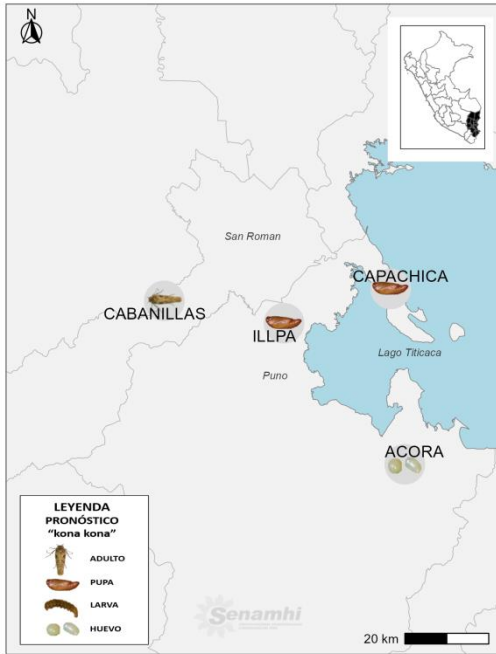 N
San Roman
CAPACHICA
CABANILLAS
ILLPA
Lago Titicaca
Puno
ACORA
LEYENDA
PRONÓSTICO
“kona kona”
ADULTO
PUPA
LARVA
HUEVO
Senamhi
20 km